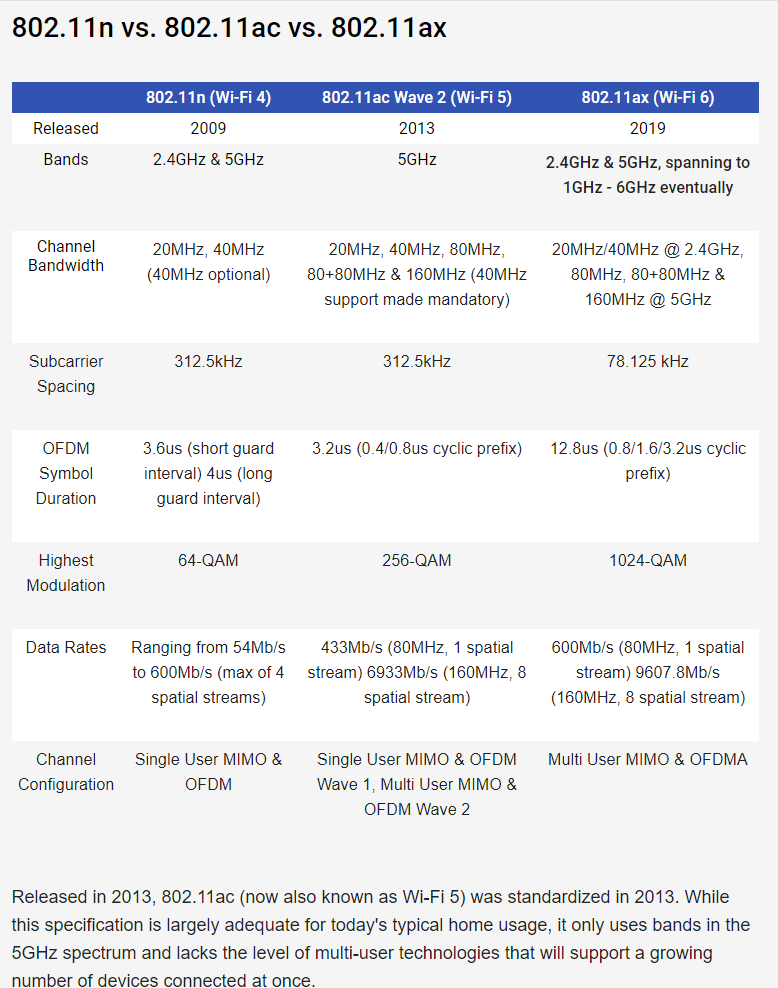 802.11n vs. 802.11ac vs. 802.11ax
802.11n (Wi-Fi 4) 802.11ac Wave 2 (Wi-Fi 5) 802.11ax (Wi-Fi 6)
Released 2009 2013 2019
Bands 2.4GHz & 5GHz 5GHz 2.4GHz & 5GHz, spanning to
1GHz - 6GHz eventually
Channel 20MHz, 40MHz 20MHz, 40MHz, 80MHz, 20MHz/40MHz @ 2.4GHz,
Bandwidth (40MHz optional) 80+80MHz & 160MHz (40MHz 80MHz, 80+80MHz &
support made mandatory) 160MHz @ 5GHz
Subcarrier 312.5kHz 312.5kHz 78.125 kHz
Spacing
OFDM 3.6us (short guard 3.2us (0.4/0.8us cyclic prefix) 12.8us (0.8/1.6/3.2us cyclic
Symbol interval) 4us (long prefix)
Duration guard interval)
Highest 64-QAM 256-QAM 1024-QAM
Modulation
Data Rates Ranging from 54Mb/s 433Mb/s (80MHz, 1 spatial 600Mb/s (80MHz, 1 spatial
to 600Mb/s (max of 4 stream) 6933Mb/s (160MHz, 8 stream) 9607.8Mb/s
spatial streams) spatial stream) (160MHz, 8 spatial stream)
Channel Single User MIMO & Single User MIMO & OFDM Multi User MIMO & OFDMA
Configuration OFDM Wave 1, Multi User MIMO &
OFDM Wave 2
Released in 2013, 802.11ac (now also known as Wi-Fi 5) was standardized in 2013. While
this specification is largely adequate for today's typical home usage, it only uses bands in the
5GHz spectrum and lacks the level of multi-user technologies that will support a growing
number of devices connected at once.